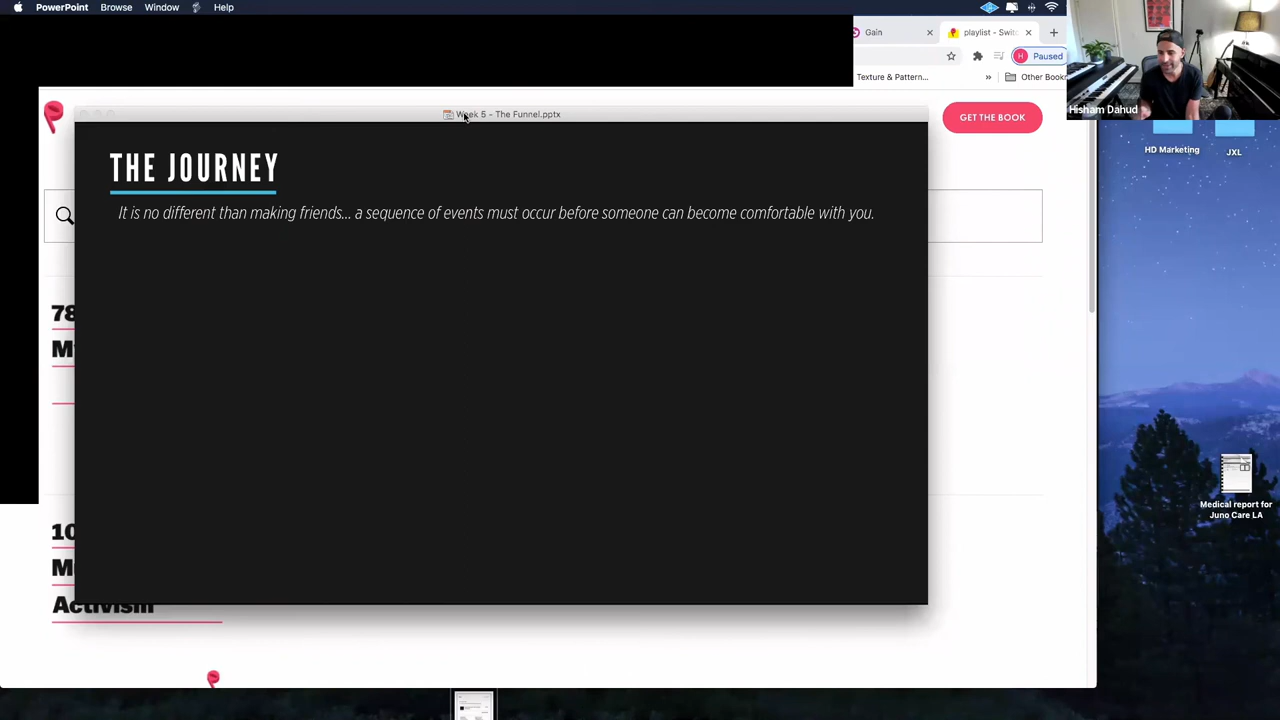 PowerPoint Browse Window Help
Gain
playlist - Swit
Paused
Texture & Pattern...
»
Other Book
Hisham Dahud
HD Marketing
JXL
GET THE BOOK
Week 5 - The Funnel.pptx
THE JOURNEY
It is no different than making friends... a sequence of events must occur before someone can become comfortable with you.
78
M
10
M
Activism
Medical report for
Juno Care LA